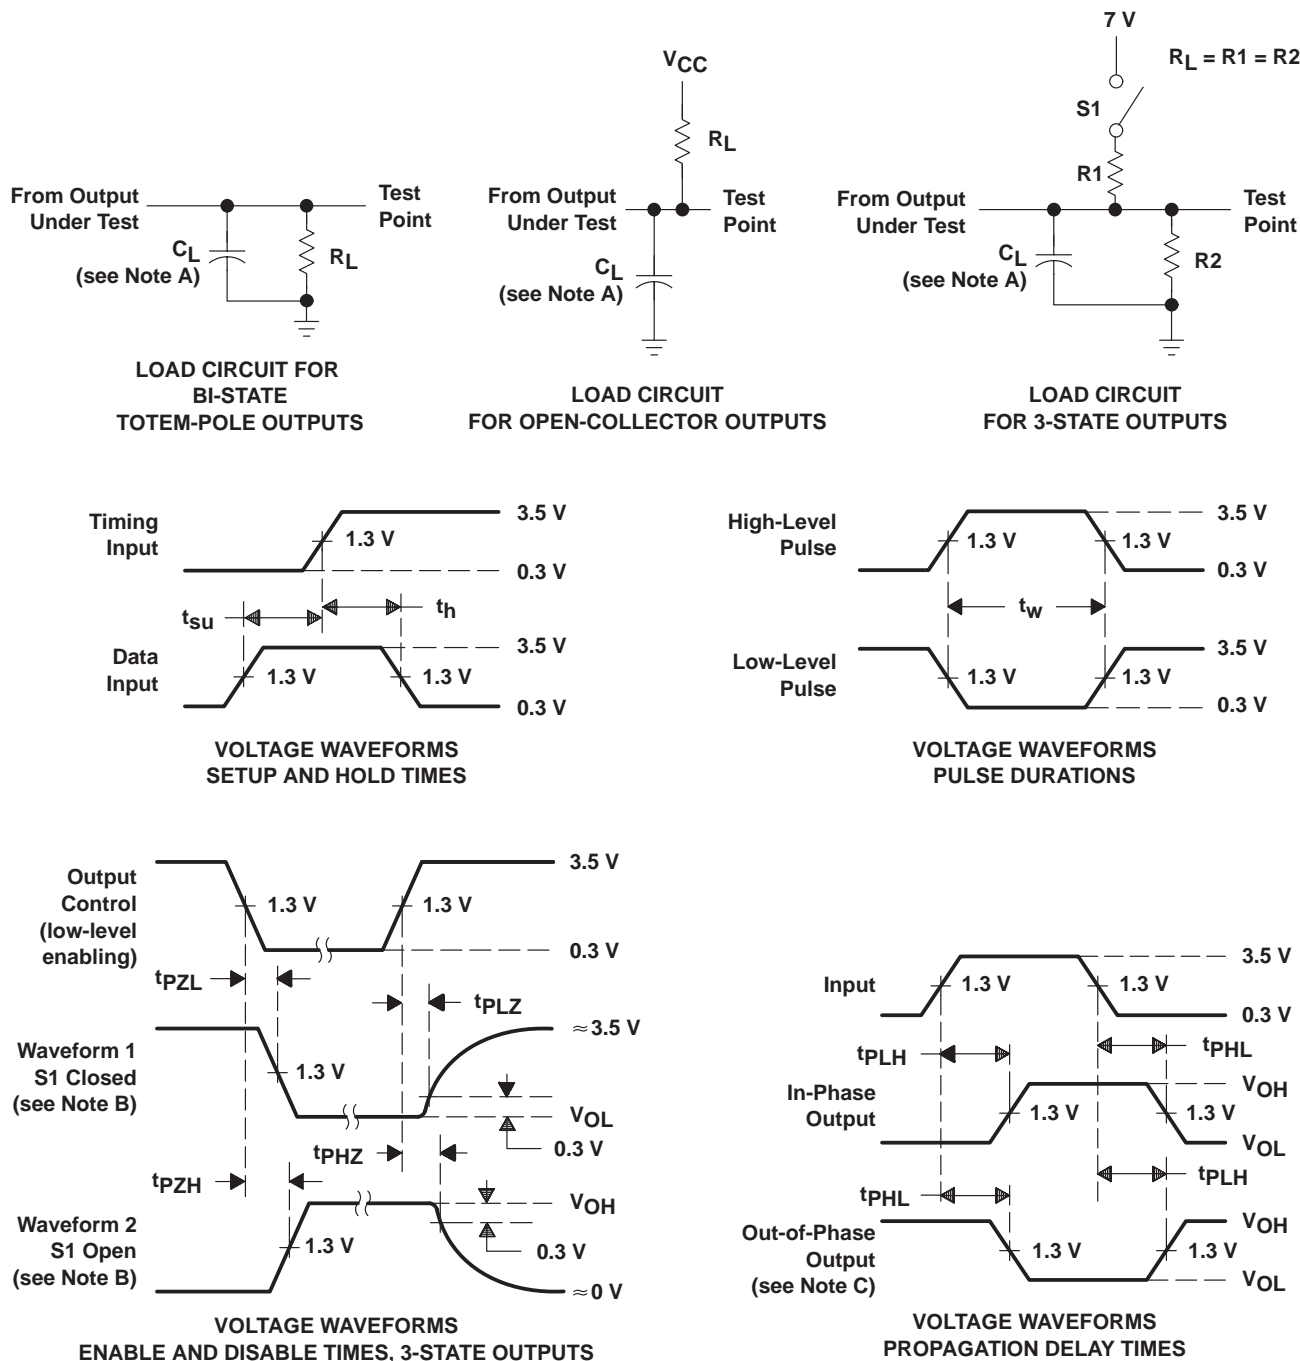 7 V
RL = R1 = R2
S1
R1
From Output
Under Test
Test
Point
CL
(see Note A)
R2
LOAD CIRCUIT
FOR 3-STATE OUTPUTS
VCC
RL
From Output
Under Test
Test
Point
CL
(see Note A)
LOAD CIRCUIT
FOR OPEN-COLLECTOR OUTPUTS
From Output
Under Test
Test
Point
CL
(see Note A)
RL
LOAD CIRCUIT FOR
BI-STATE
TOTEM-POLE OUTPUTS
Timing
Input
1.3 V
3.5 V
0.3 V
tsu
th
Data
Input
1.3 V
1.3 V
3.5 V
0.3 V
VOLTAGE WAVEFORMS
SETUP AND HOLD TIMES
High-Level
Pulse
1.3 V
1.3 V
3.5 V
0.3 V
tw
Low-Level
Pulse
1.3 V
1.3 V
3.5 V
0.3 V
VOLTAGE WAVEFORMS
PULSE DURATIONS
Output
Control
(low-level
enabling)
1.3 V
1.3 V
3.5 V
0.3 V
tPZL
tPLZ
Waveform 1
S1 Closed
(see Note B)
1.3 V
≈3.5 V
VOL
0.3 V
tPHZ
tPZH
Waveform 2
S1 Open
(see Note B)
1.3 V
VOH
0.3 V
≈0 V
VOLTAGE WAVEFORMS
ENABLE AND DISABLE TIMES, 3-STATE OUTPUTS
Input
1.3 V
1.3 V
3.5 V
0.3 V
tPLH
tPHL
In-Phase
Output
1.3 V
1.3 V
VOH
VOL
tPHL
tPLH
Out-of-Phase
Output
(see Note C)
1.3 V
1.3 V
VOH
VOL
VOLTAGE WAVEFORMS
PROPAGATION DELAY TIMES